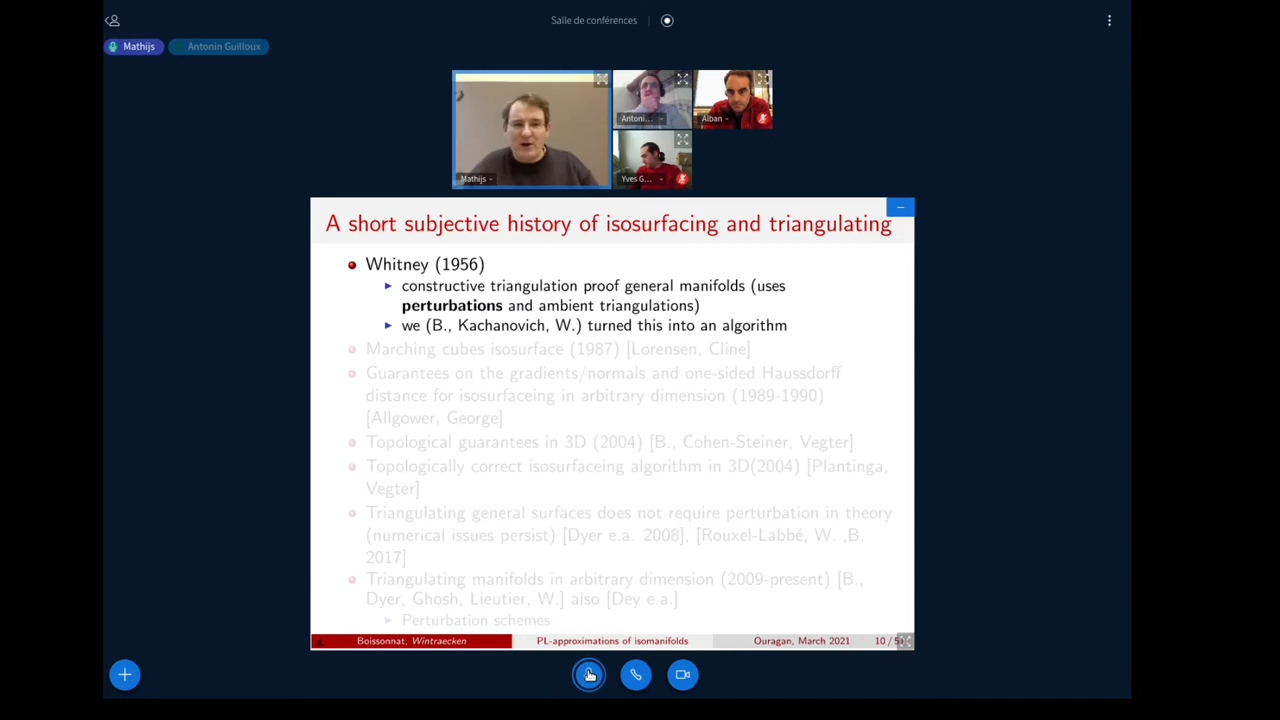 Salle de conférences
Mathijs
Antonin Guilloux
Mathijs
Antoni...
Alban
Yves G...
A short subjective history of isosurfacing and triangulating
Whitney (1956)
constructive triangulation proof general manifolds (uses
perturbations and ambient triangulations)
we (B., Kachanovich, W.) turned this into an algorithm
Marching cubes isosurface (1987) [Lorensen, Cline]
Guarantees on the gradients/normals and one-sided Haussdorff
distance for isosurfaceing in arbitrary dimension (1989-1990)
[Allgower, George]
Topological guarantees in 3D (2004) [B., Cohen-Steiner, Vegter]
Topologically correct isosurfaceing algorithm in 3D(2004) [Plantinga,
Vegter]
Triangulating general surfaces does not require perturbation in theory
(numerical issues persist) [Dyer e.a. 2008], [Rouxel-Labbé, W. ,B.
2017]
Triangulating manifolds in arbitrary dimension (2009-present) [B.,
Dyer, Ghosh, Lieutier, W.] also [Dey e.a.]
Perturbation schemes
Boissonnat, Wintraecken PL-approximations of isomanifolds Ouragan, March 2021 10 /